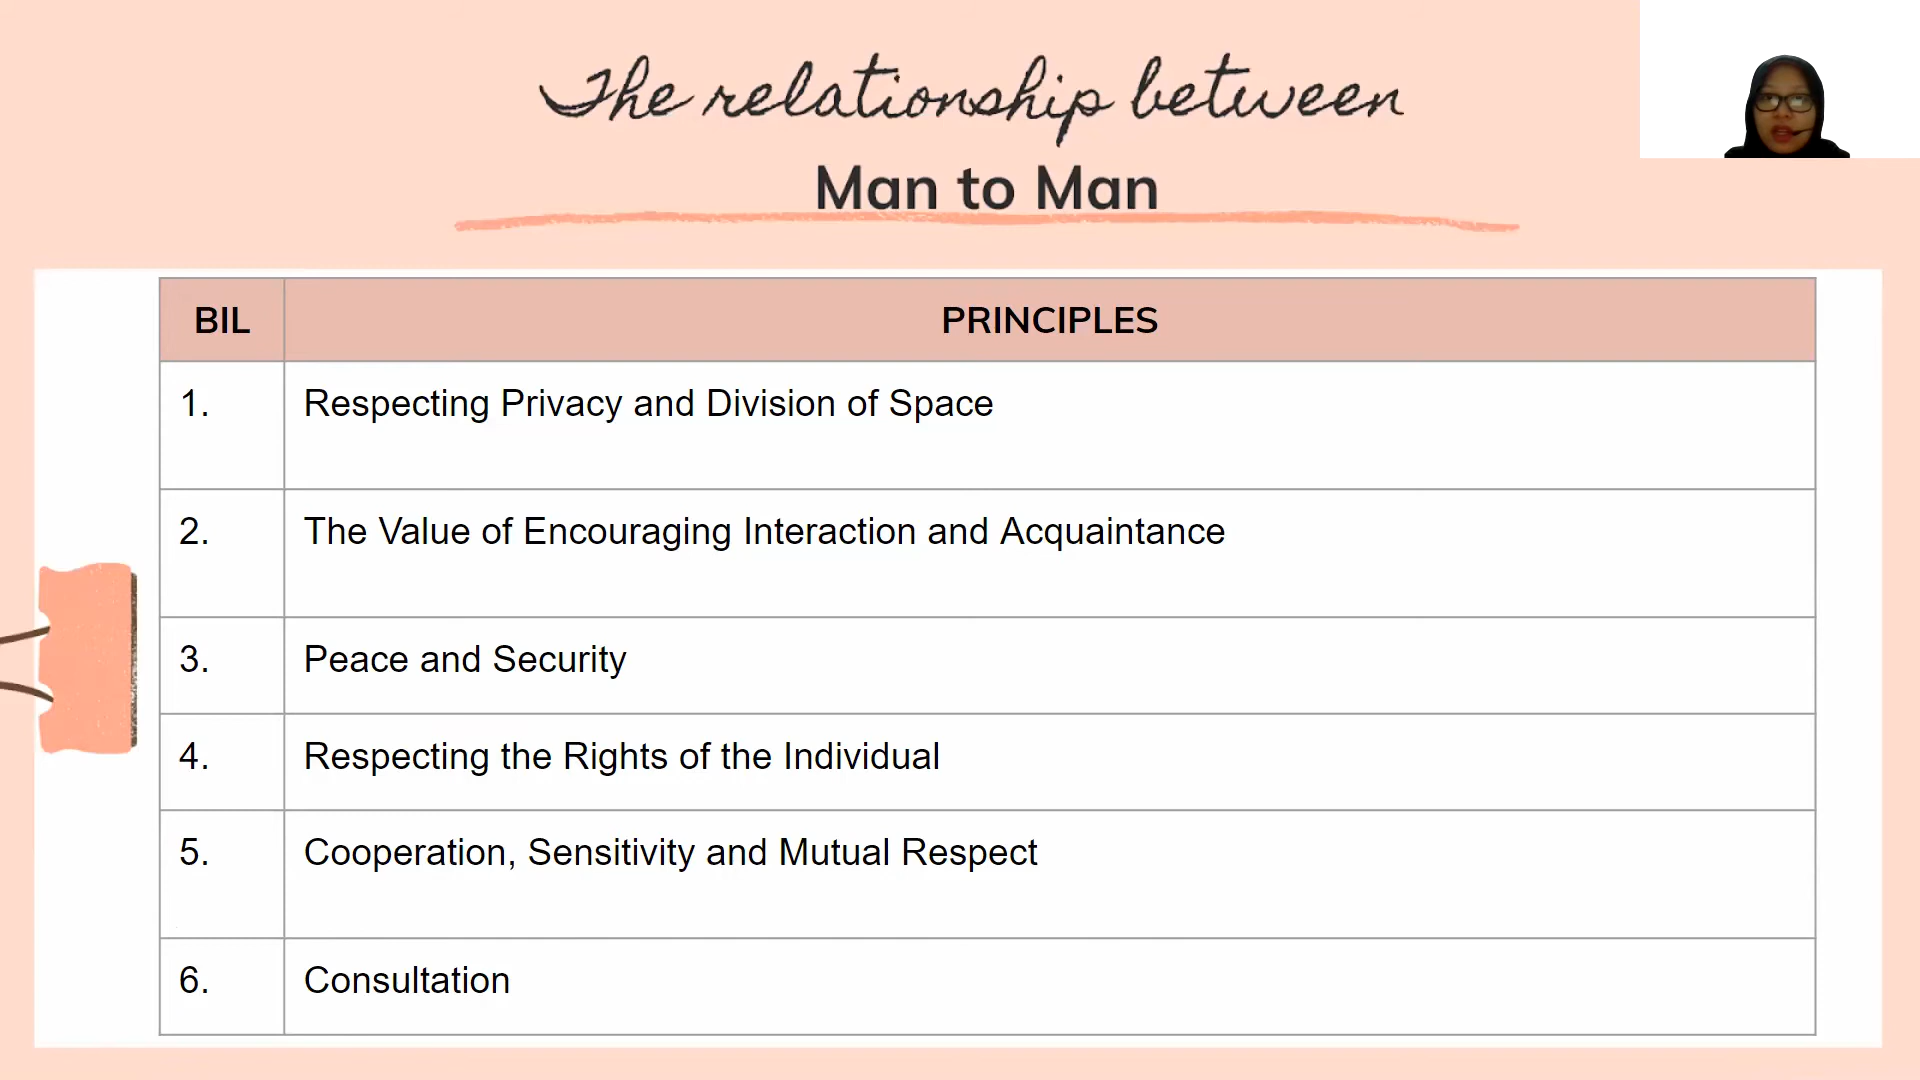 The relationship between
Man to Man
BIL PRINCIPLES
1. Respecting Privacy and Division of Space
2. The Value of Encouraging Interaction and Acquaintance
3. Peace and Security
4. Respecting the Rights of the Individual
5. Cooperation, Sensitivity and Mutual Respect
6. Consultation